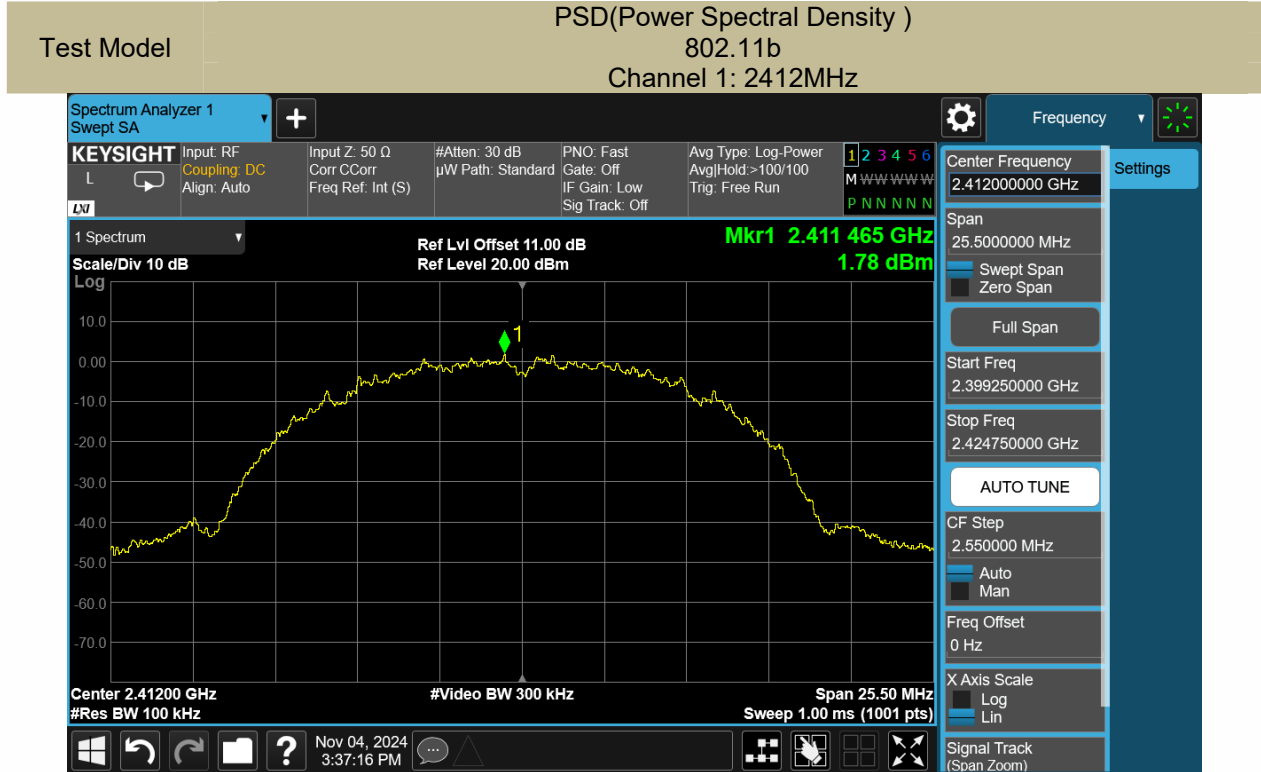 Test Model
PSD(Power Spectral Density )
802.11b
Channel 1: 2412MHz
Spectrum Analyzer 1
Swept SA
+
Frequency
KEYSIGHT
L
LXI
Input: RF
Coupling: DC
Align: Auto
Input Z: 50 Ω
Corr CCorr
Freq Ref: Int (S)
#Atten: 30 dB
µW Path: Standard
PNO: Fast
Gate: Off
IF Gain: Low
Sig Track: Off
Avg Type: Log-Power
Avg|Hold:>100/100
Trig: Free Run
1 2 3 4 5 6
M W W W W W
P N N N N N
1 Spectrum
Scale/Div 10 dB
Log
Ref Lvl Offset 11.00 dB
Ref Level 20.00 dBm
Mkr1 2.411 465 GHz
1.78 dBm
1
10.0
0.00
-10.0
-20.0
-30.0
-40.0
-50.0
-60.0
-70.0
Center 2.41200 GHz
#Res BW 100 kHz
#Video BW 300 kHz
Span 25.50 MHz
Sweep 1.00 ms (1001 pts)
Center Frequency
2.412000000 GHz
Settings
Span
25.5000000 MHz
Swept Span
Zero Span
Full Span
Start Freq
2.399250000 GHz
Stop Freq
2.424750000 GHz
AUTO TUNE
CF Step
2.550000 MHz
Auto
Man
Freq Offset
0 Hz
X Axis Scale
Log
Lin
Signal Track
(Span Zoom)
?
Nov 04, 2024
3:37:16 PM